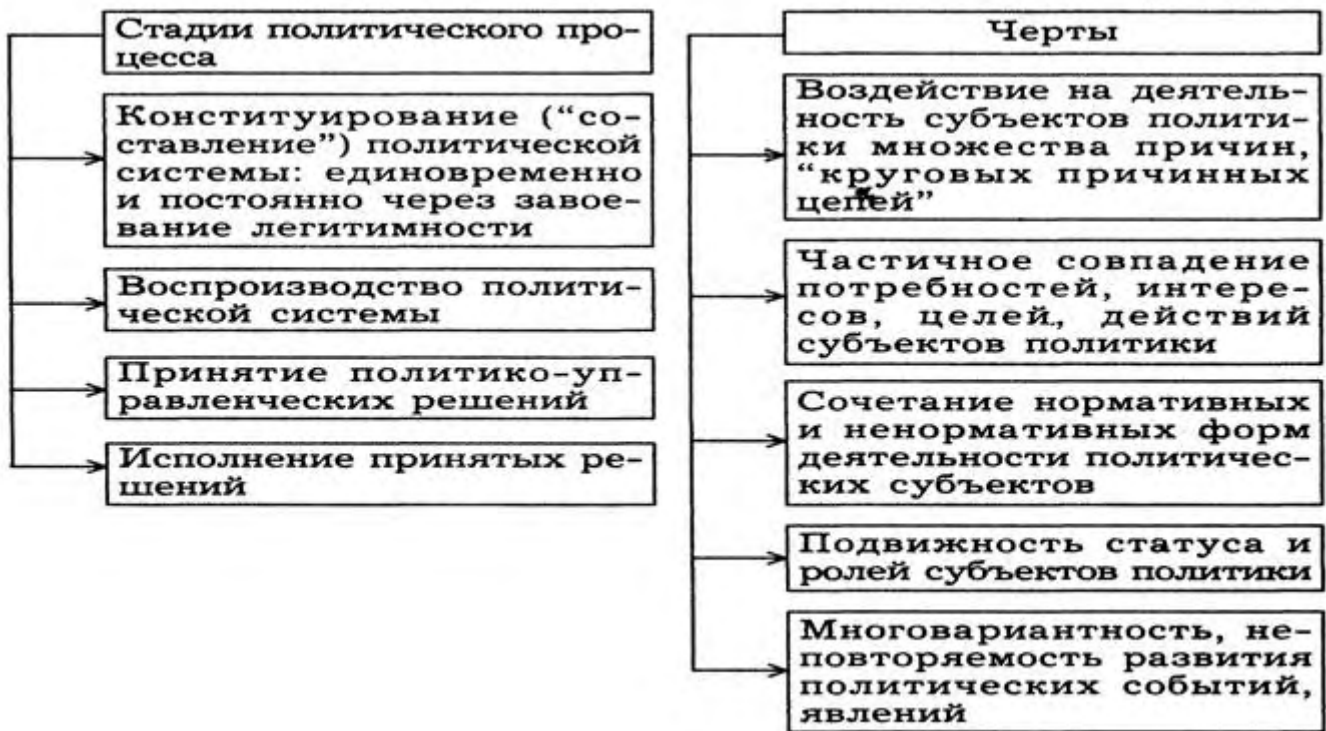 Стадии политического про-
цесса
Конституирование (“со-
ставление”) политической
системы: единовременно
и постоянно через завое-
вание легитимности
Воспроизводство полити-
ческой системы
Принятие политико-уп-
равленческих решений
Исполнение принятых ре-
шений
Черты
Воздействие на деятель-
ность субъектов полити-
ки множества причин,
“круговых причинных
цепей”
Частичное совпадение
потребностей, интере-
сов, целей, действий
субъектов политики
Сочетание нормативных
и ненормативных форм
деятельности политичес-
ких субъектов
Подвижность статуса и
ролей субъектов политики
Многовариантность, не-
повторяемость развития
политических событий,
явлений